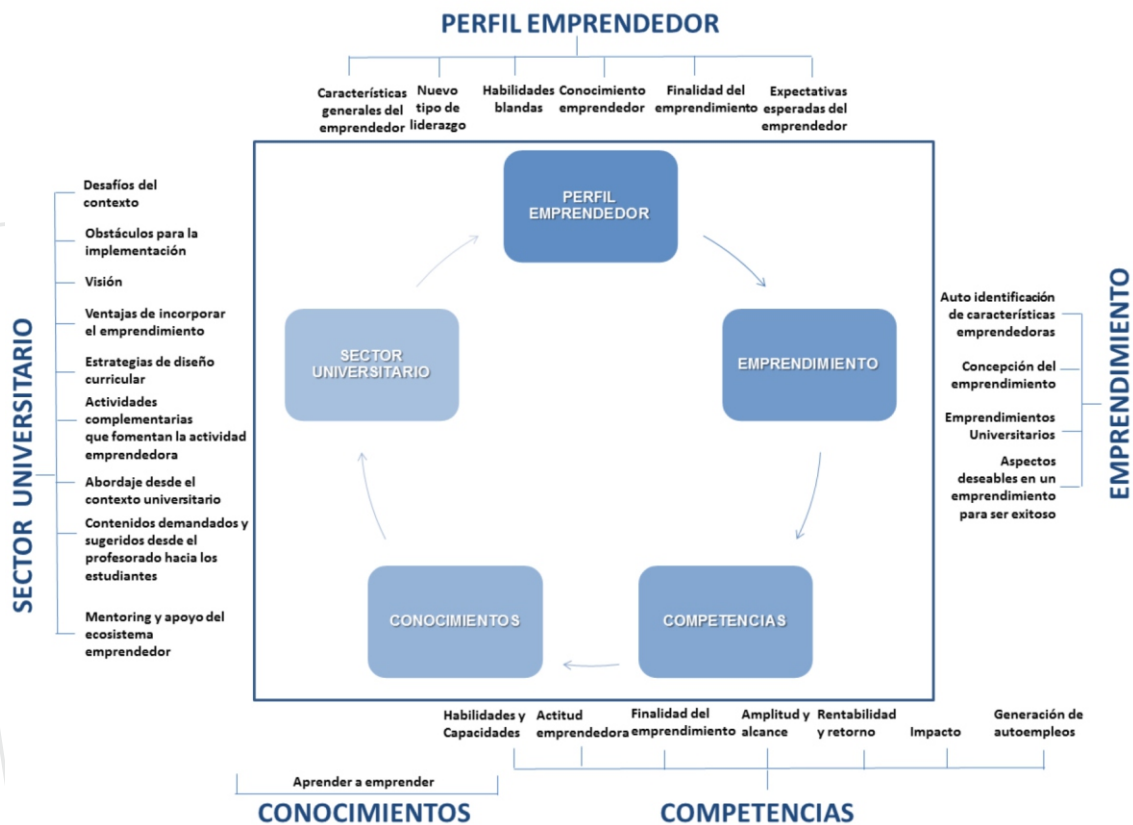 PERFIL EMPRENDEDOR
Características
generales del
emprendedor
Nuevo
tipo de
liderazgo
Habilidades
blandas
Conocimiento
emprendedor
Finalidad del
emprendimiento
Expectativas
esperadas del
emprendedor
SECTOR UNIVERSITARIO
Desafíos del
contexto
Obstáculos para la
implementación
Visión
Ventajas de incorporar
el emprendimiento
Estrategias de diseño
curricular
Actividades
complementarias
que fomentan la actividad
emprendedora
Abordaje desde el
contexto universitario
Contenidos demandados y
sugeridos desde el
profesorado hacia los
estudiantes
Mentoring y apoyo del
ecosistema
emprendedor
PERFIL
EMPRENDEDOR
EMPRENDIMIENTO
COMPETENCIAS
CONOCIMIENTOS
SECTOR
UNIVERSITARIO
Auto identificación
de características
emprendedoras
Concepción del
emprendimiento
Emprendimientos
Universitarios
Aspectos
deseables en un
emprendimiento
para ser exitoso
EMPRENDIMIENTO
Habilidades y
Capacidades
Actitud
emprendedora
Finalidad del
emprendimiento
Amplitud y
alcance
Rentabilidad
y retorno
Impacto
Generación de
autoempleos
COMPETENCIAS
Aprender a emprender
CONOCIMIENTOS